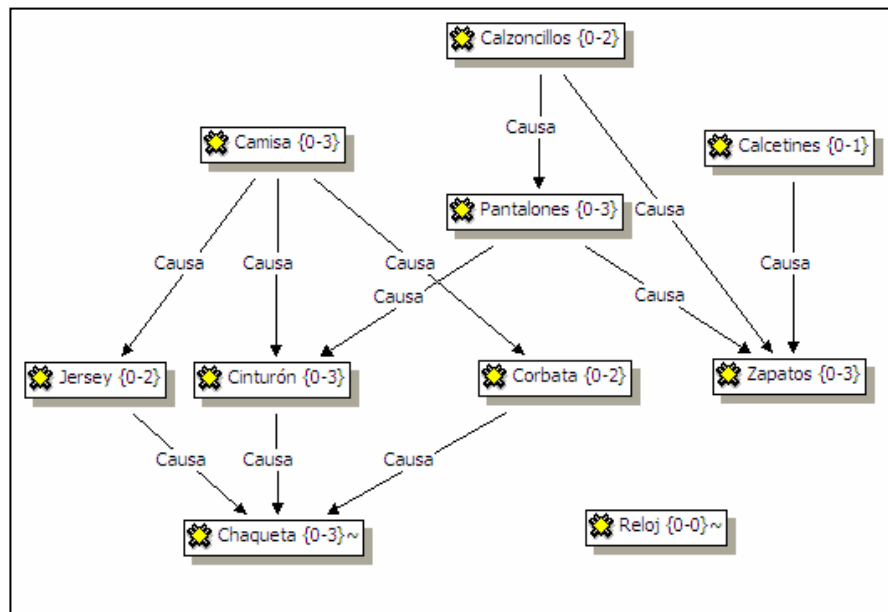 Calzoncillos {0-2}
Causa
Camisa {0-3}
Calcetines {0-1}
Pantalones {0-3}
Causa
Causa
Causa
Causa
Causa
Causa
Causa
Jersey {0-2}
Cinturón {0-3}
Corbata {0-2}
Zapatos {0-3}
Causa
Causa
Causa
Chaqueta {0-3}~
Reloj {0-0}~